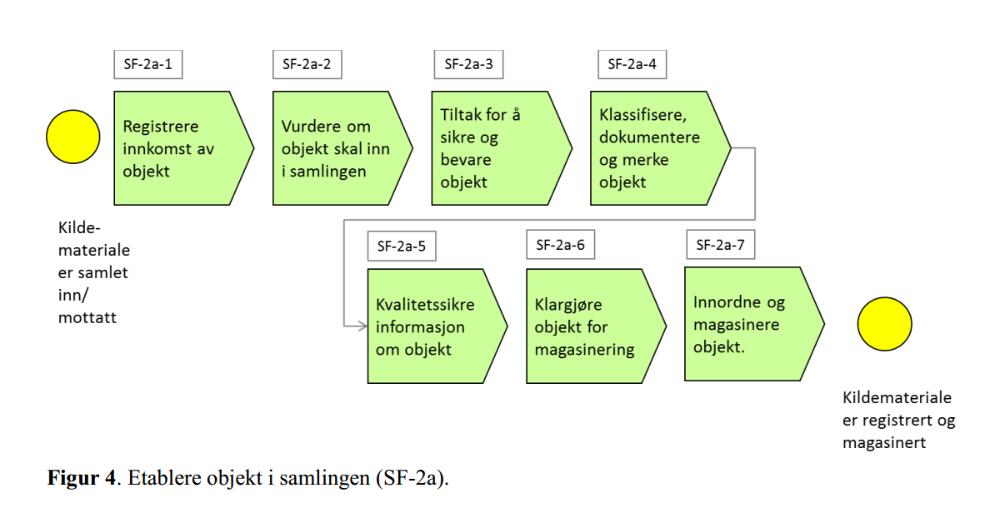 SF-2a-1
SF-2a-2
SF-2a-3
SF-2a-4
Registrere
innkomst av
objekt
Vurdere om
objekt skal inn
i samlingen
Tiltak for å
sikre og
bevare
objekt
Klassifisere,
dokumentere
og merke
objekt
Kilde-
materiale
er samlet
inn/
mottatt
SF-2a-5
SF-2a-6
SF-2a-7
Kvalitetssikre
informasjon
om objekt
Klargjøre
objekt for
magasinering
Innordne og
magasinere
objekt.
Kildemateriale
er registrert og
magasinert
Figur 4. Etablere objekt i samlingen (SF-2a).